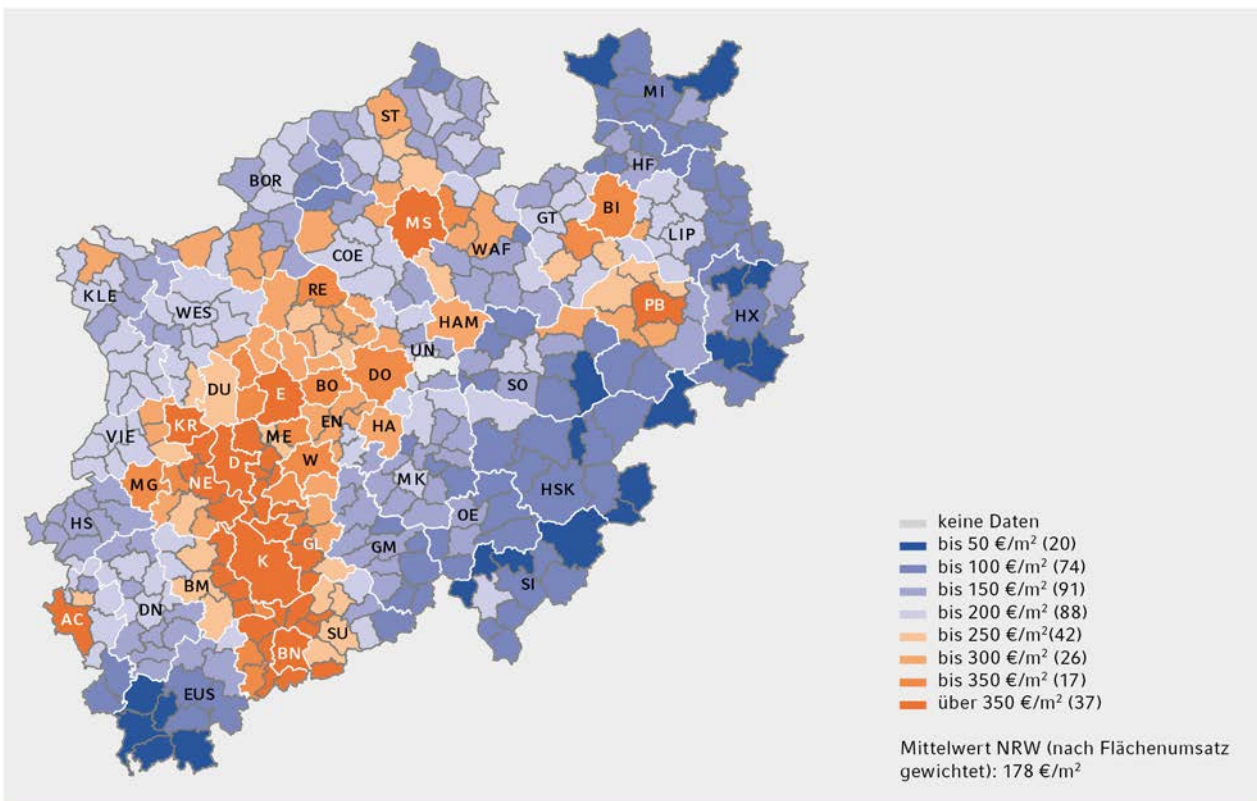 MI
ST
HF
BOR
BI
MS
GT
LIP
WAF
COE
KLE
RE
PB
WES
HX
HAM
UN
DU
BO
DO
SO
E
KR
ME
EN
HA
VIE
D
W
MG
NE
MK
HSK
HS
OE
GL
GM
K
SI
BM
DN
AC
SU
BN
EUS
keine Daten
bis 50 €/m² (20)
bis 100 €/m² (74)
bis 150 €/m² (91)
bis 200 €/m² (88)
bis 250 €/m²(42)
bis 300 €/m² (26)
bis 350 €/m² (17)
über 350 €/m² (37)
Mittelwert NRW (nach Flächenumsatz
gewichtet): 178 €/m²